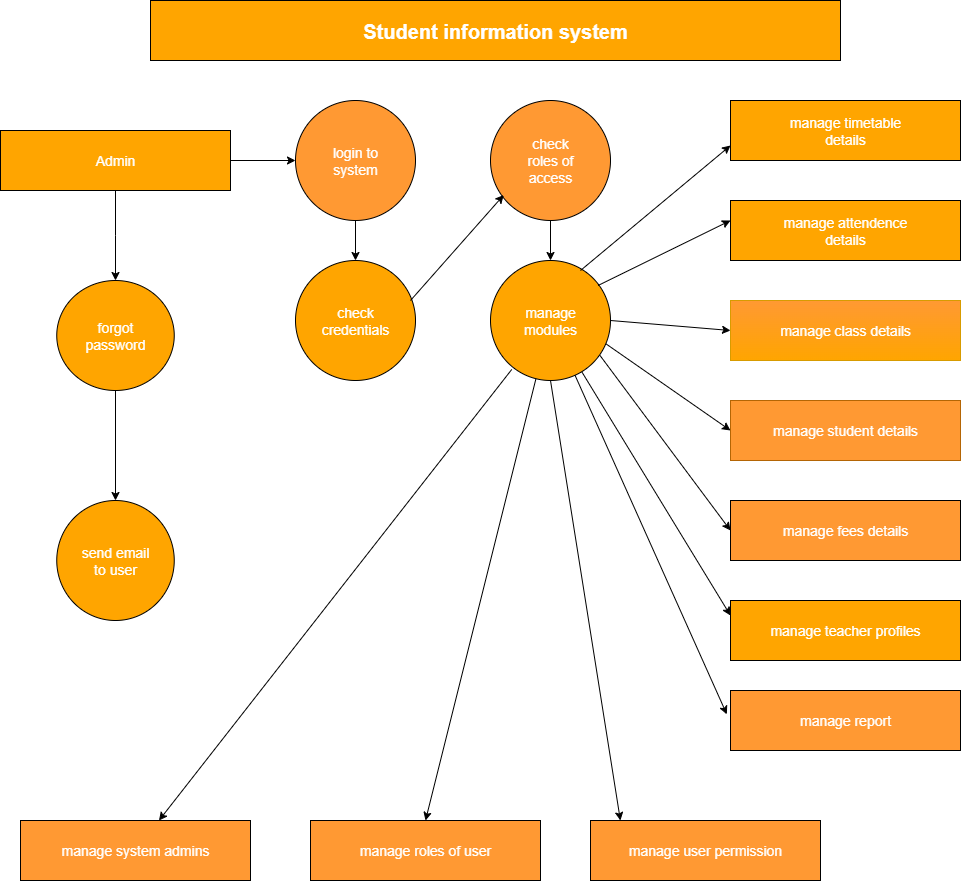 Student information system
Admin
login to
system
check
roles of
access
manage timetable
details
manage attendence
details
forgot
password
check
credentials
manage
modules
manage class details
manage student details
manage fees details
send email
to user
manage teacher profiles
manage report
manage system admins
manage roles of user
manage user permission